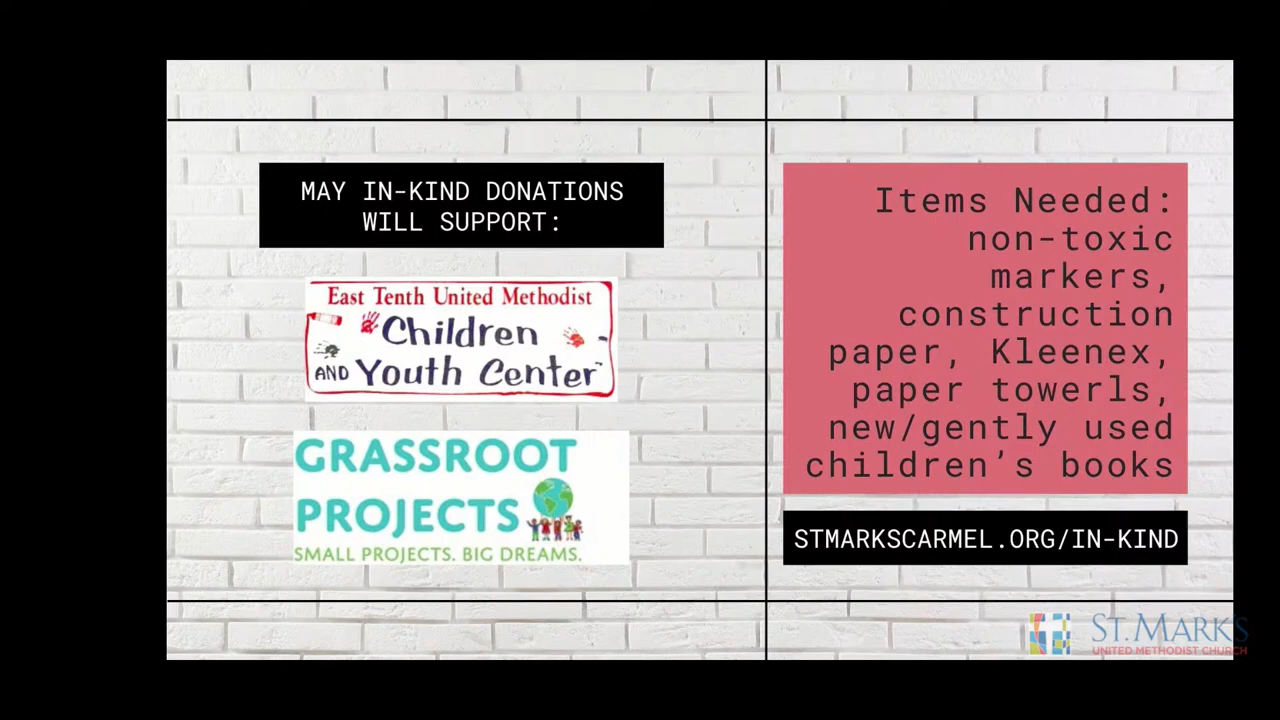 MAY IN-KIND DONATIONS
WILL SUPPORT:
East Tenth United Methodist
Children
AND Youth Center
GRASSROOT
PROJECTS
SMALL PROJECTS. BIG DREAMS.
Items Needed:
non-toxic
markers,
construction
paper, Kleenex,
paper towerls,
new/gently used
children's books
STMARKSCARMEL.ORG/IN-KIND
ST. MARK'S
UNITED METHODIST CHURCH